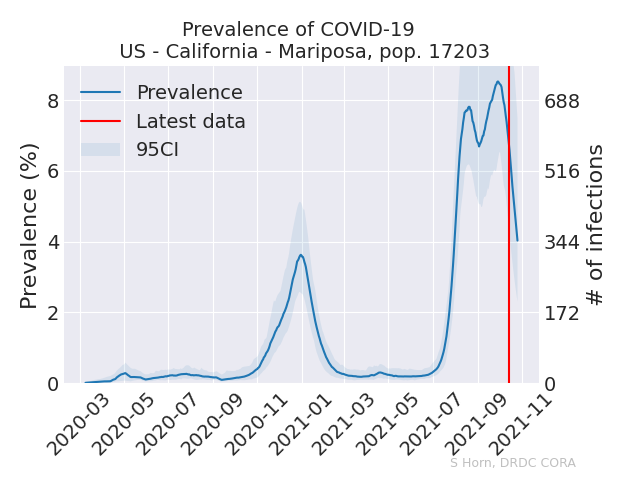 Prevalence of COVID-19
US - California - Mariposa, pop. 17203
Prevalence
Latest data
95CI
Prevalence (%)
8
6
4
2
0
688
516
344
172
0
# of infections
2020-03
2020-05
2020-07
2020-09
2020-11
2021-01
2021-03
2021-05
2021-07
2021-09
2021-11
S Horn, DRDC CORA